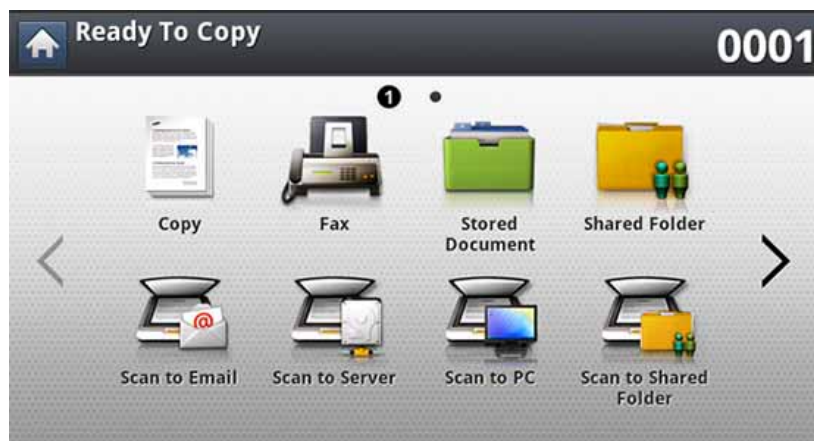 Ready To Copy
0001
1
Copy
Fax
Stored
Document
Shared Folder
Scan to Email
Scan to Server
Scan to PC
Scan to Shared
Folder